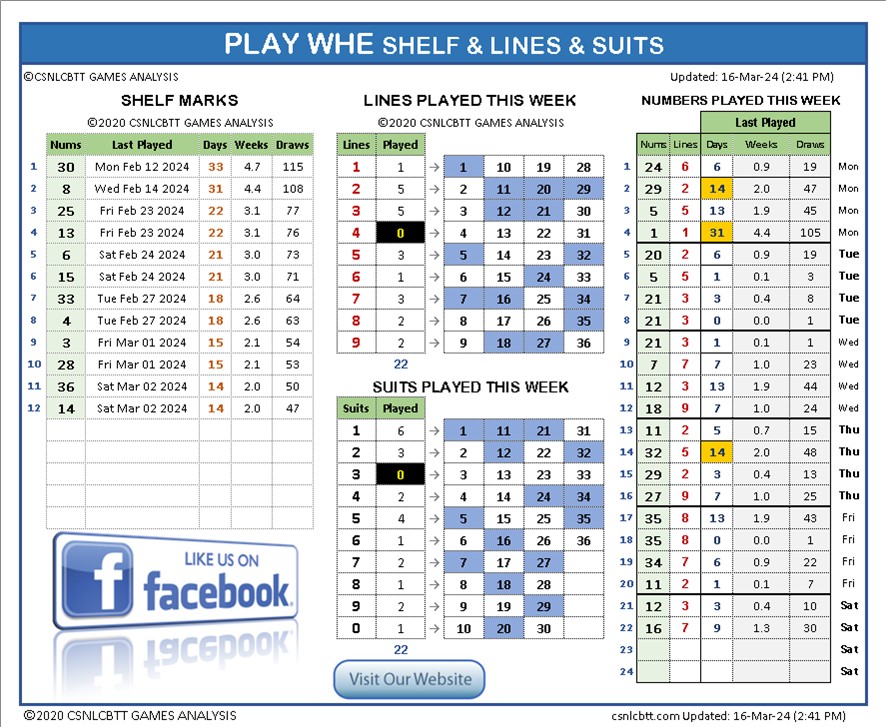 PLAY WHE SHELF & LINES & SUITS
©CSNLCBTT GAMES ANALYSIS Updated: 16-Mar-24 (2:41 PM)
SHELF MARKS
©2020 CSNLCBTT GAMES ANALYSIS
Nums Last Played Days Weeks Draws
1 30 Mon Feb 12 2024 33 4.7 115
2 8 Wed Feb 14 2024 31 4.4 108
3 25 Fri Feb 23 2024 22 3.1 77
4 13 Fri Feb 23 2024 22 3.1 76
5 6 Sat Feb 24 2024 21 3.0 73
6 15 Sat Feb 24 2024 21 3.0 71
7 33 Tue Feb 27 2024 18 2.6 64
8 4 Tue Feb 27 2024 18 2.6 63
9 3 Fri Mar 01 2024 15 2.1 54
10 28 Fri Mar 01 2024 15 2.1 53
11 36 Sat Mar 02 2024 14 2.0 50
12 14 Sat Mar 02 2024 14 2.0 47
LIKE US ON
facebook.
LINES PLAYED THIS WEEK
©2020 CSNLCBTT GAMES ANALYSIS
Lines Played
1 1 → 1 10 19 28
2 5 → 2 11 20 29
3 5 → 3 12 21 30
4 0 → 4 13 22 31
5 3 → 5 14 23 32
6 1 → 6 15 24 33
7 3 → 7 16 25 34
8 2 → 8 17 26 35
9 2 → 9 18 27 36
22
SUITS PLAYED THIS WEEK
Suits Played
1 6 → 1 11 21 31
2 3 → 2 12 22 32
3 0 → 3 13 23 33
4 2 → 4 14 24 34
5 4 → 5 15 25 35
6 1 → 6 16 26 36
7 2 → 7 17 27
8 1 → 8 18 28
9 2 → 9 19 29
0 1 → 10 20 30
22
Visit Our Website
NUMBERS PLAYED THIS WEEK
Last Played
Nums Lines Days Weeks Draws
1 24 6 6 0.9 19 Mon
2 29 2 14 2.0 47 Mon
3 5 5 13 1.9 45 Mon
4 1 1 31 4.4 105 Mon
5 20 2 6 0.9 19 Tue
6 5 5 1 0.1 3 Tue
7 21 3 3 0.4 8 Tue
8 21 3 0 0.0 1 Tue
9 21 3 1 0.1 1 Wed
10 7 7 7 1.0 23 Wed
11 12 3 13 1.9 44 Wed
12 18 9 7 1.0 24 Wed
13 11 2 5 0.7 15 Thu
14 32 5 14 2.0 48 Thu
15 29 2 3 0.4 13 Thu
16 27 9 7 1.0 25 Thu
17 35 8 13 1.9 43 Fri
18 35 8 0 0.0 1 Fri
19 34 7 6 0.9 22 Fri
20 11 2 1 0.1 7 Fri
21 12 3 3 0.4 10 Sat
22 16 7 9 1.3 30 Sat
23 Sat
24 Sat
©2020 CSNLCBTT GAMES ANALYSIS csnlcbtt.com Updated: 16-Mar-24 (2:41 PM)